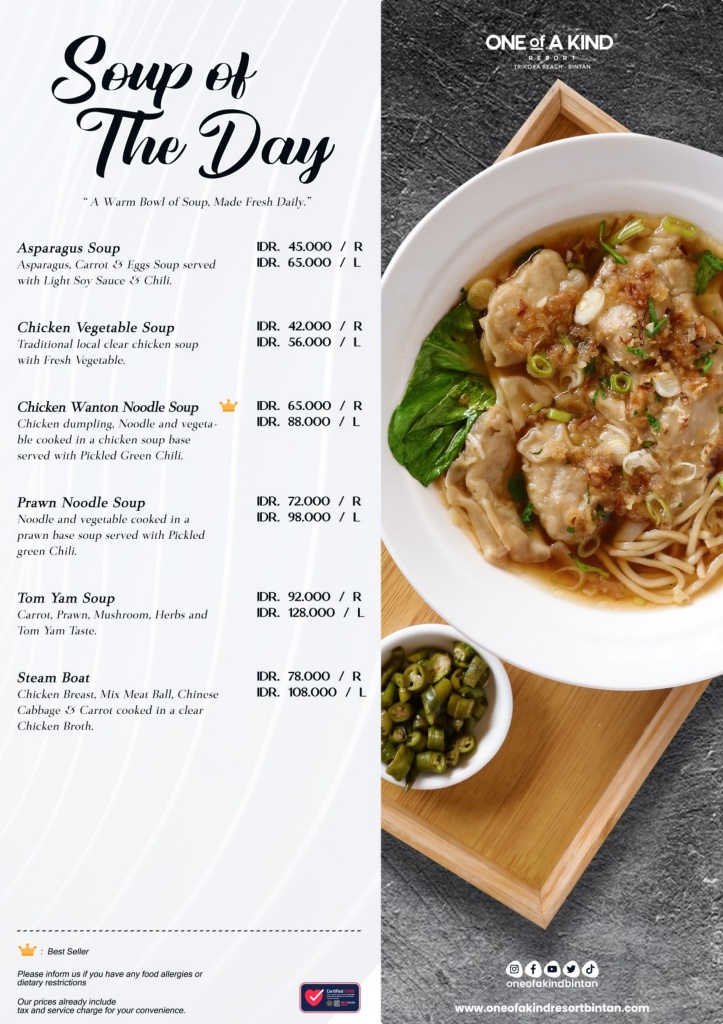 Soup of
The Day
“ A Warm Bowl of Soup, Made Fresh Daily.”
Asparagus Soup IDR. 45.000 / R
Asparagus, Carrot & Eggs Soup served IDR. 65.000 / L
with Light Soy Sauce & Chili.
Chicken Vegetable Soup IDR. 42.000 / R
Traditional local clear chicken soup IDR. 56.000 / L
with Fresh Vegetable.
Chicken Wanton Noodle Soup IDR. 65.000 / R
Chicken dumpling, Noodle and vegeta- IDR. 88.000 / L
ble cooked in a chicken soup base
served with Pickled Green Chili.
Prawn Noodle Soup IDR. 72.000 / R
Noodle and vegetable cooked in a IDR. 98.000 / L
prawn base soup served with Pickled
green Chili.
Tom Yam Soup IDR. 92.000 / R
Carrot, Prawn, Mushroom, Herbs and IDR. 128.000 / L
Tom Yam Taste.
Steam Boat IDR. 78.000 / R
Chicken Breast, Mix Meat Ball, Chinese IDR. 108.000 / L
Cabbage & Carrot cooked in a clear
Chicken Broth.
: Best Seller
Please inform us if you have any food allergies or
dietary restrictions
Our prices already include
tax and service charge for your convenience.
Certified CHSE
ONE of A KIND®
RESORT
TRIKORA BEACH - BINTAN
oneofakindbintan
www.oneofakindresortbintan.com